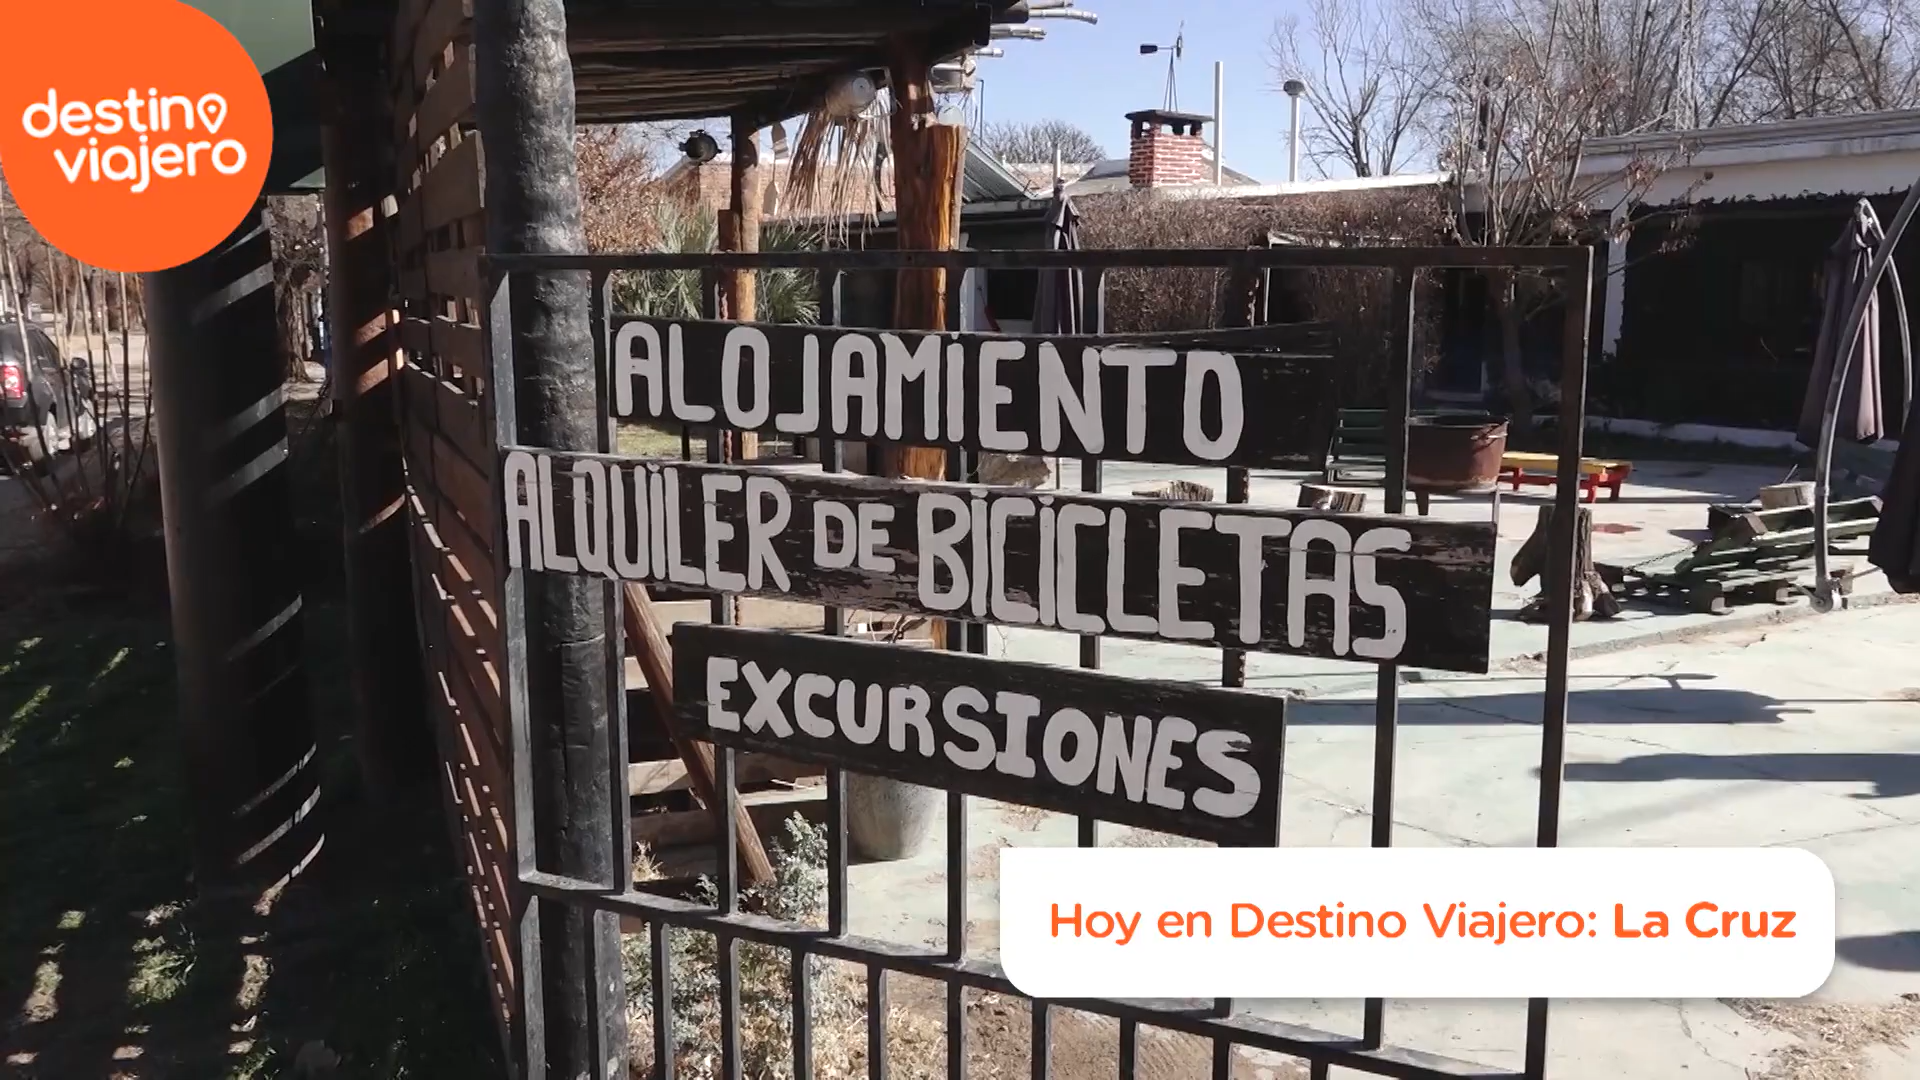 destino
viajero
ALOJAMiENTO
ALQUiLER DE BiCiCLETAS
EXCURSIONES
Hoy en Destino Viajero: La Cruz